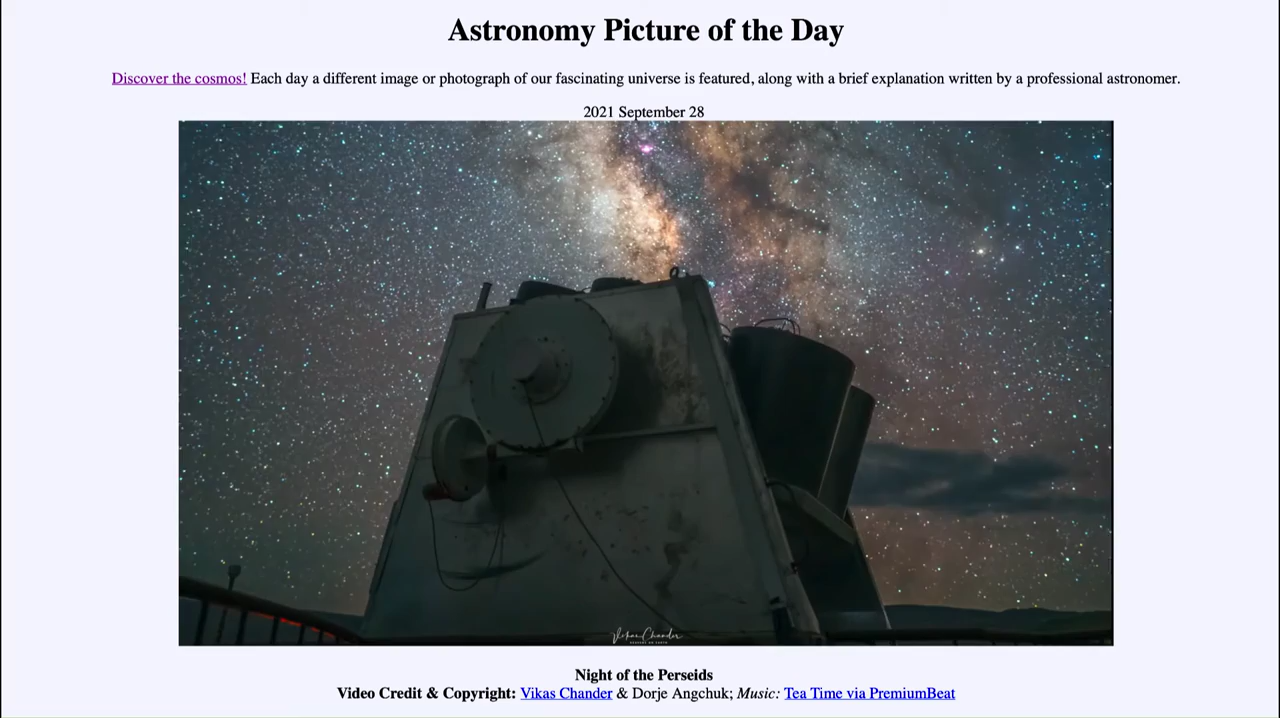 Astronomy Picture of the Day
Discover the cosmos! Each day a different image or photograph of our fascinating universe is featured, along with a brief explanation written by a professional astronomer.
2021 September 28
Vikas Chander
Night of the Perseids
Video Credit & Copyright: Vikas Chander & Dorje Angchuk; Music: Tea Time via PremiumBeat